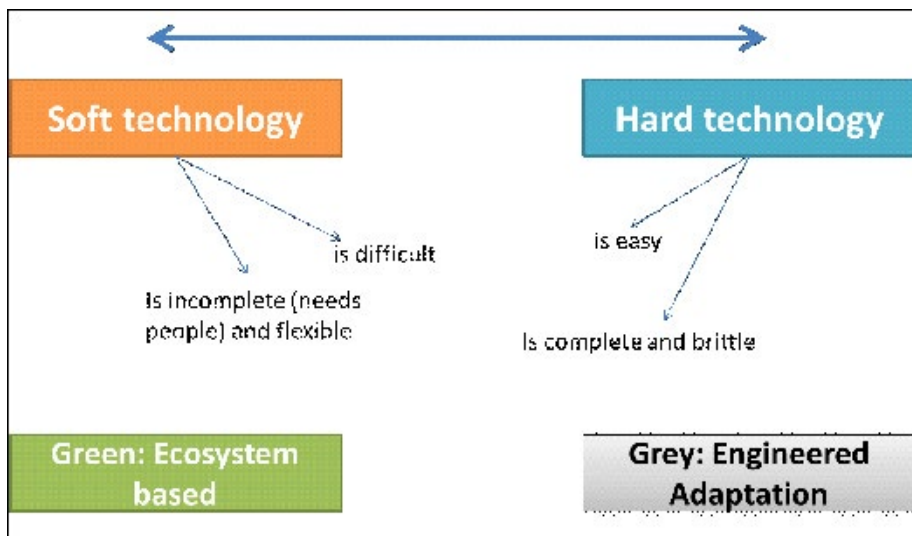 Soft technology
Hard technology
is difficult
is easy
Is incomplete (needs
people) and flexible
Is complete and brittle
Green: Ecosystem
based
Grey: Engineered
Adaptation